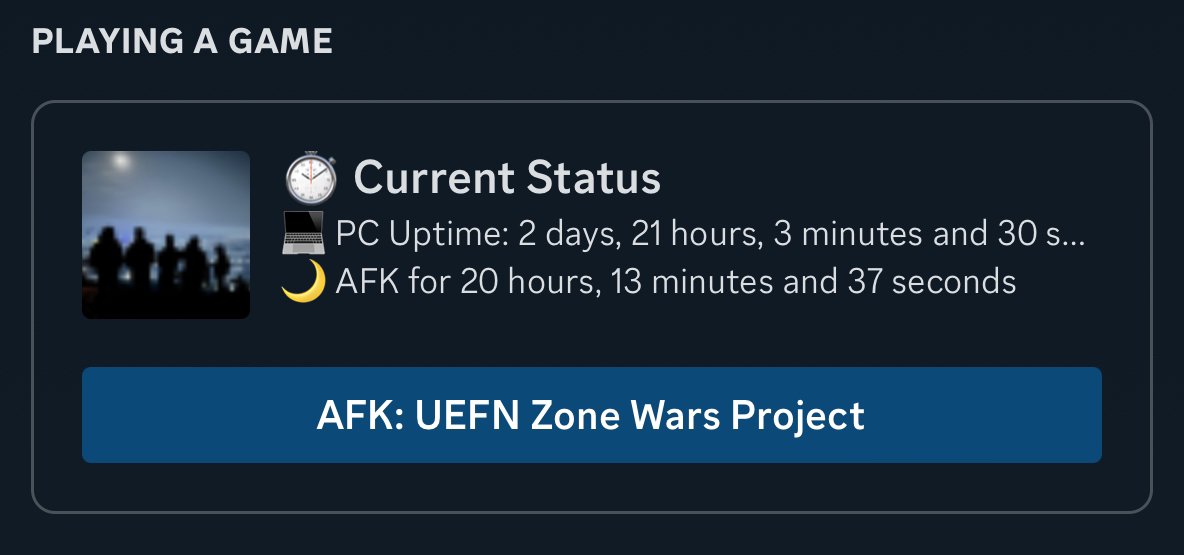 PLAYING A GAME
⏱️ Current Status
💻 PC Uptime: 2 days, 21 hours, 3 minutes and 30 s...
🌙 AFK for 20 hours, 13 minutes and 37 seconds
AFK: UEFN Zone Wars Project